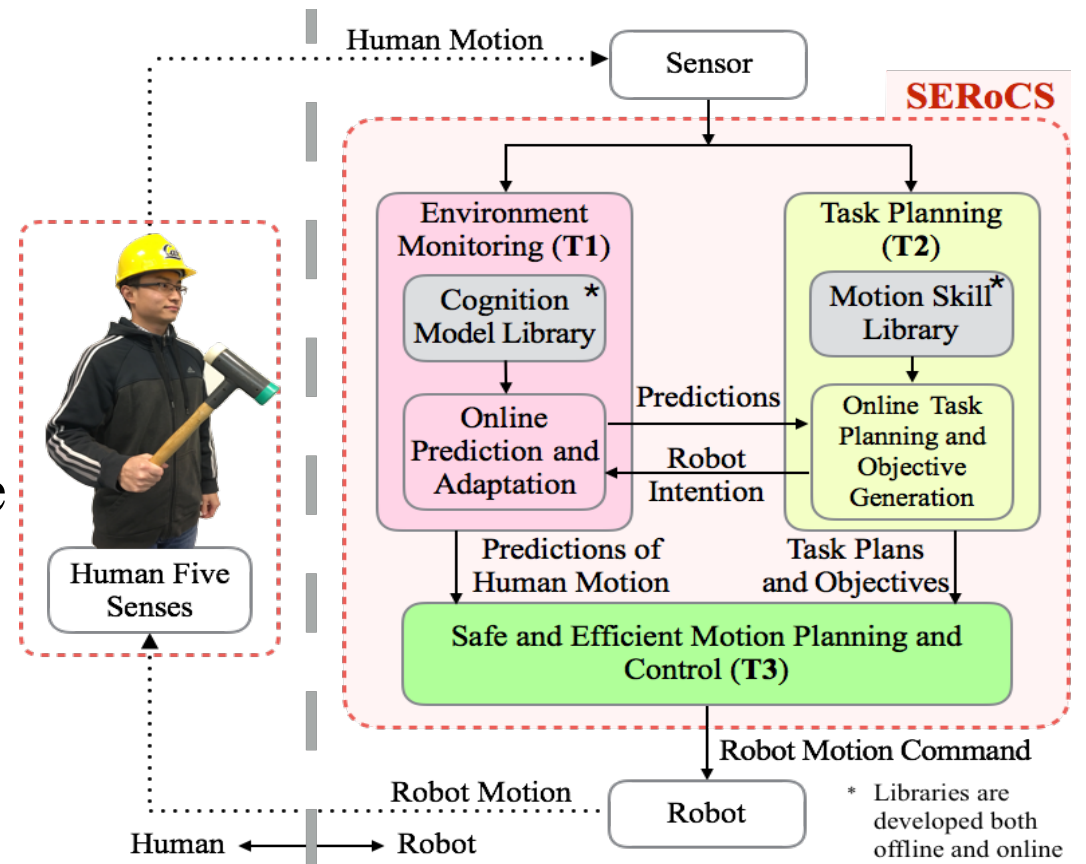 Human Motion
Sensor
SERoCS
Environment
Monitoring (T1)
Cognition *
Model Library
Online
Prediction and
Adaptation
Predictions
Robot
Intention
Task Planning
(T2)
Motion Skill*
Library
Online Task
Planning and
Objective
Generation
e
Human Five
Senses
Predictions of
Human Motion
Task Plans
and Objectives
Safe and Efficient Motion Planning and
Control (T3)
Robot Motion Command
Robot Motion
Robot
Human
Robot
* Libraries are
developed both
offline and online